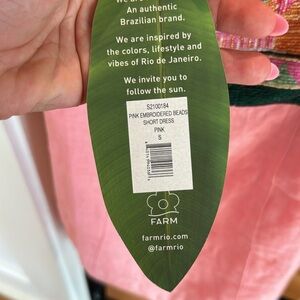 An authentic
Brazilian brand.
We are inspired by
the colors, lifestyle and
vibes of Rio de Janeiro.
We invite you to
follow the sun.
S2100184
PINK EMBROIDERED BEADS
SHORT DRESS
PINK
S
FARM
farmrio.com
@farmrio